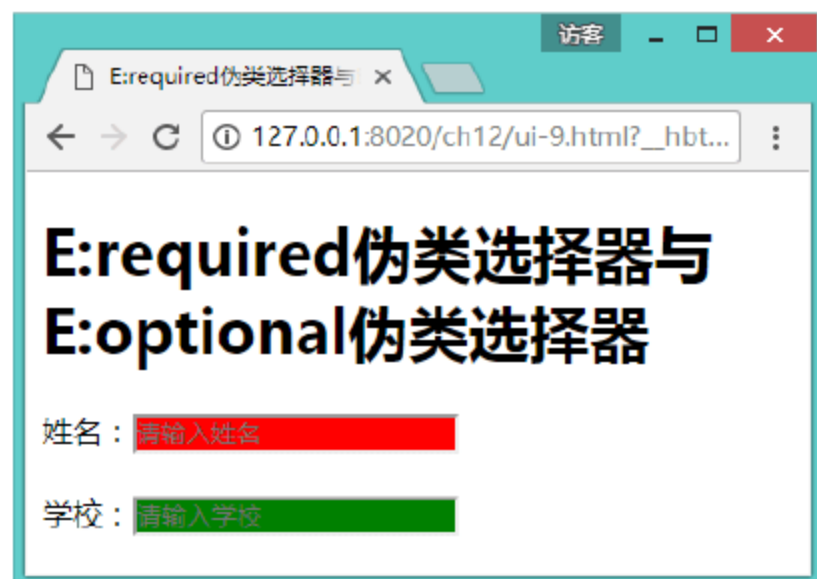 访客
E:required伪类选择器与
127.0.0.1:8020/ch12/ui-9.html?__hbt...
E:required伪类选择器与
E:optional伪类选择器
姓名：请输入姓名
学校：请输入学校